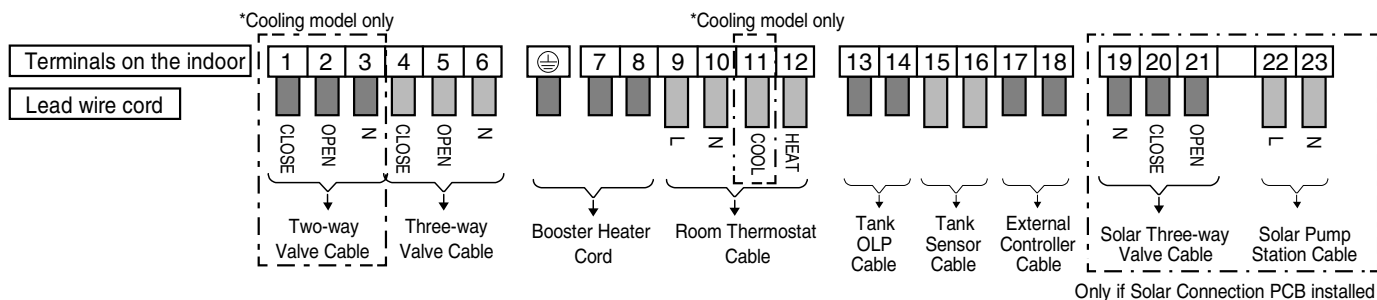 *Cooling model only *Cooling model only
Terminals on the indoor 1 2 3 4 5 6 7 8 9 10 11 12 13 14 15 16 17 18 19 20 21 22 23
Lead wire cord
CLOSE OPEN N CLOSE OPEN N L N COOL HEAT N CLOSE OPEN L N
Two-way Valve Cable
Three-way Valve Cable
Booster Heater Cord
Room Thermostat Cable
Tank OLP Cable
Tank Sensor Cable
External Controller Cable
Solar Three-way Valve Cable
Solar Pump Station Cable
Only if Solar Connection PCB installed